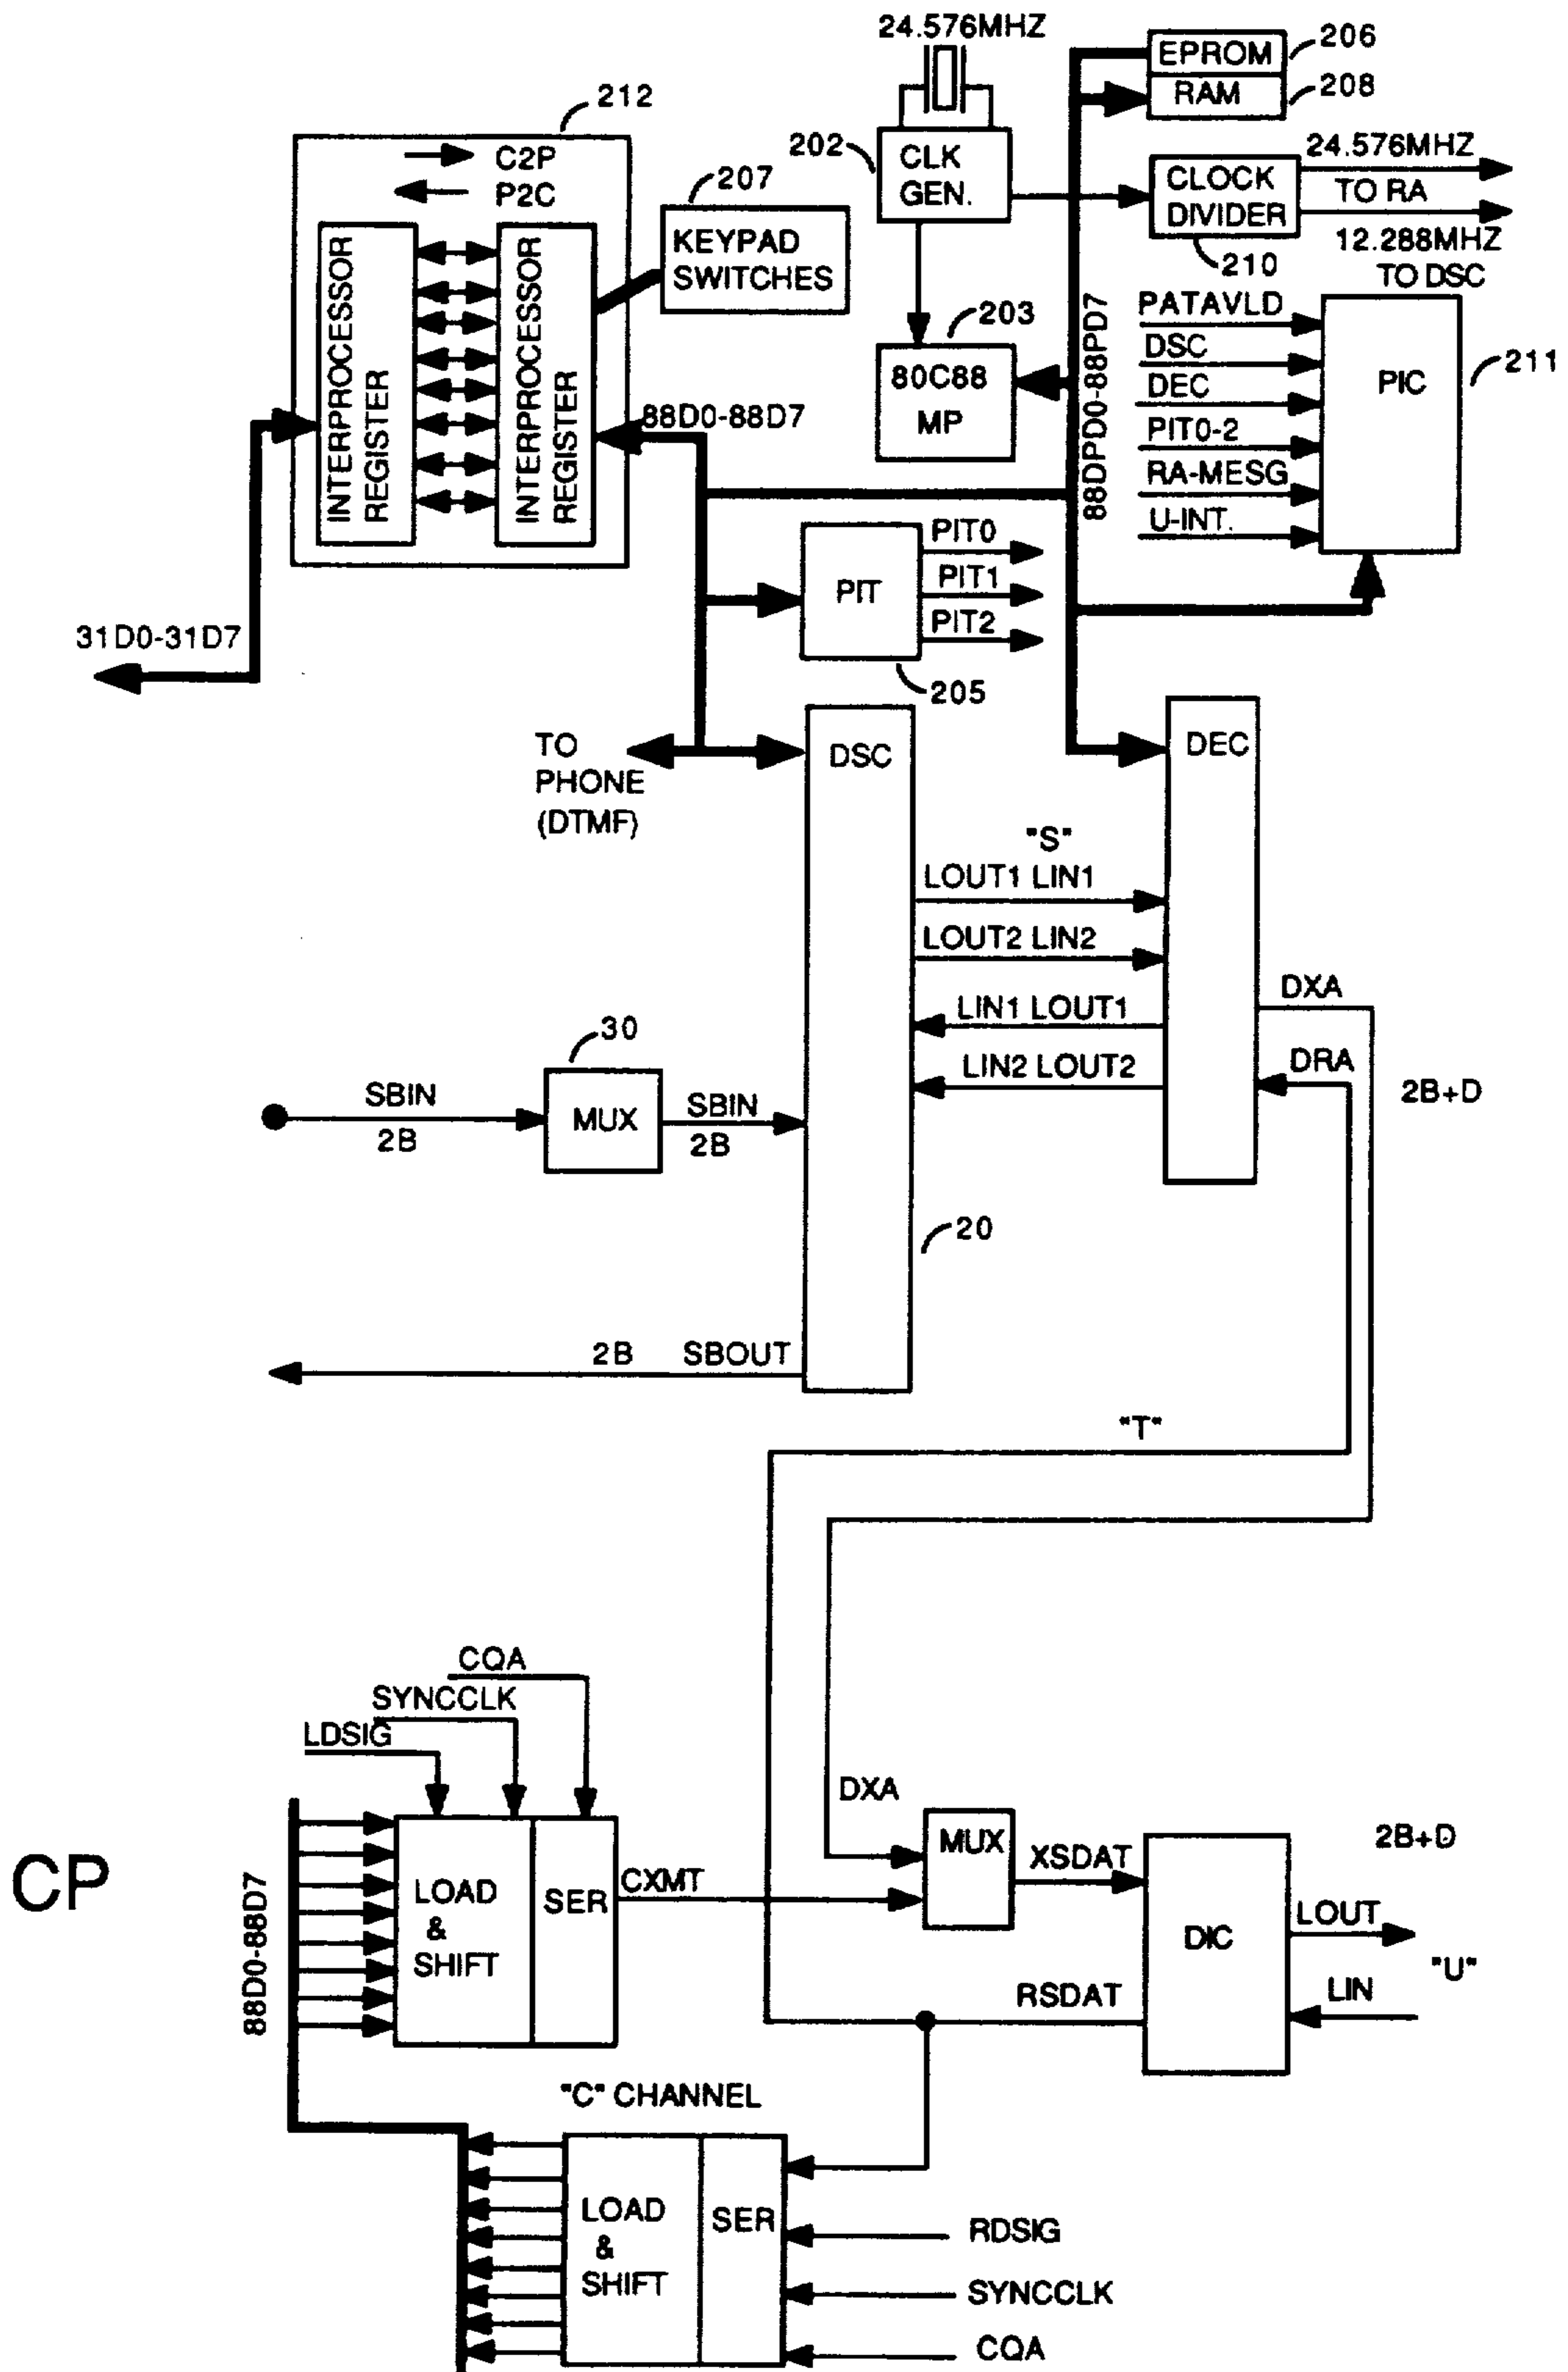 24.576MHZ
EPROM
206
RAM
208
212
C2P
P2C
202
CLK
GEN.
24.576MHZ
CLOCK
DIVIDER
TO RA
12.288MHZ
TO DSC
210
207
KEYPAD
SWITCHES
INTERPROCESSOR
REGISTER
INTERPROCESSOR
REGISTER
203
80C88
MP
88DPD0-88PD7
PATAVLD
DSC
DEC
PIT0-2
RA-MESG
U-INT.
PIC
211
88D0-88D7
31D0-31D7
PIT
PIT0
PIT1
PIT2
205
TO
PHONE
(DTMF)
DSC
DEC
"S"
LOUT1 LIN1
LOUT2 LIN2
LIN1 LOUT1
LIN2 LOUT2
DXA
DRA
2B+D
30
SBIN
2B
MUX
SBIN
2B
20
2B SBOUT
"T"
CQA
SYNCCLK
LDSIG
CP
88D0-88D7
LOAD
&
SHIFT
SER
CXMT
DXA
MUX
XSDAT
2B+D
DIC
LOUT
"U"
LIN
RSDAT
"C" CHANNEL
LOAD
&
SHIFT
SER
RDSIG
SYNCCLK
CQA